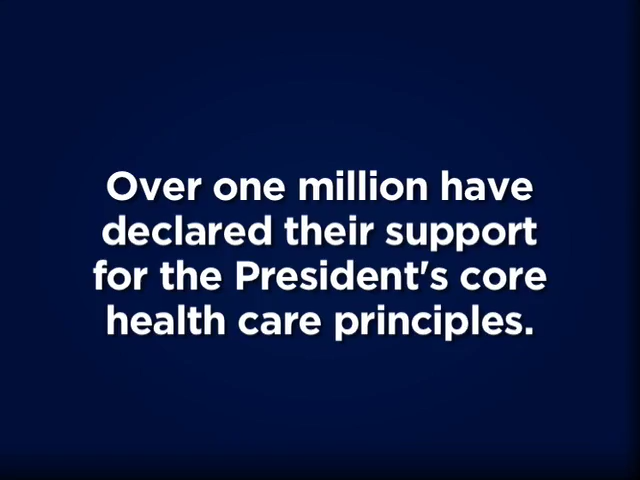 Over one million have
declared their support
for the President's core
health care principles.